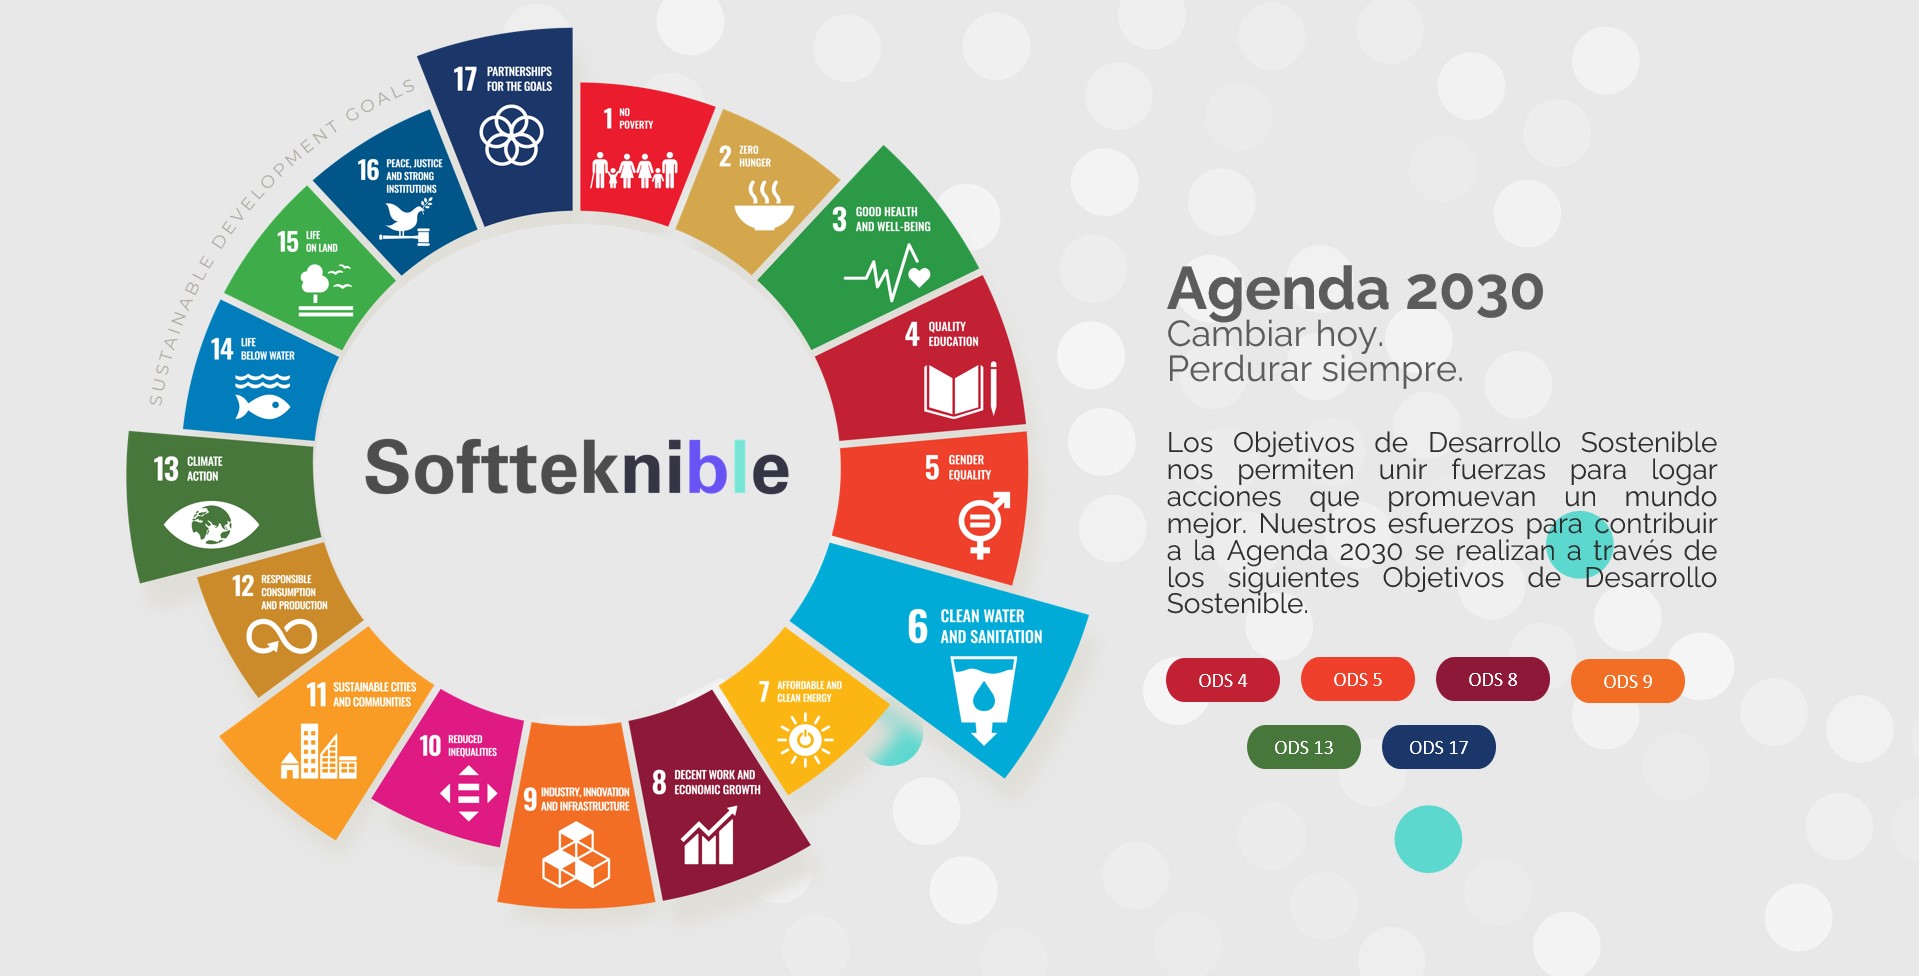 SUSTAINABLE DEVELOPMENT GOALS
17 PARTNERSHIPS
FOR THE GOALS
1 NO
POVERTY
2 ZERO
HUNGER
3 GOOD HEALTH
AND WELL-BEING
4 QUALITY
EDUCATION
5 GENDER
EQUALITY
6 CLEAN WATER
AND SANITATION
7 AFFORDABLE AND
CLEAN ENERGY
8 DECENT WORK AND
ECONOMIC GROWTH
9 INDUSTRY, INNOVATION
AND INFRASTRUCTURE
10 REDUCED
INEQUALITIES
11 SUSTAINABLE CITIES
AND COMMUNITIES
12 RESPONSIBLE
CONSUMPTION
AND PRODUCTION
13 CLIMATE
ACTION
14 LIFE
BELOW WATER
15 LIFE
ON LAND
16 PEACE, JUSTICE
AND STRONG
INSTITUTIONS
Softteknible
Agenda 2030
Cambiar hoy.
Perdurar siempre.
Los Objetivos de Desarrollo Sostenible
nos permiten unir fuerzas para logar
acciones que promuevan un mundo
mejor. Nuestros esfuerzos para contribuir
a la Agenda 2030 se realizan a través de
los siguientes Objetivos de Desarrollo
Sostenible.
ODS 4 ODS 5 ODS 8 ODS 9
ODS 13 ODS 17